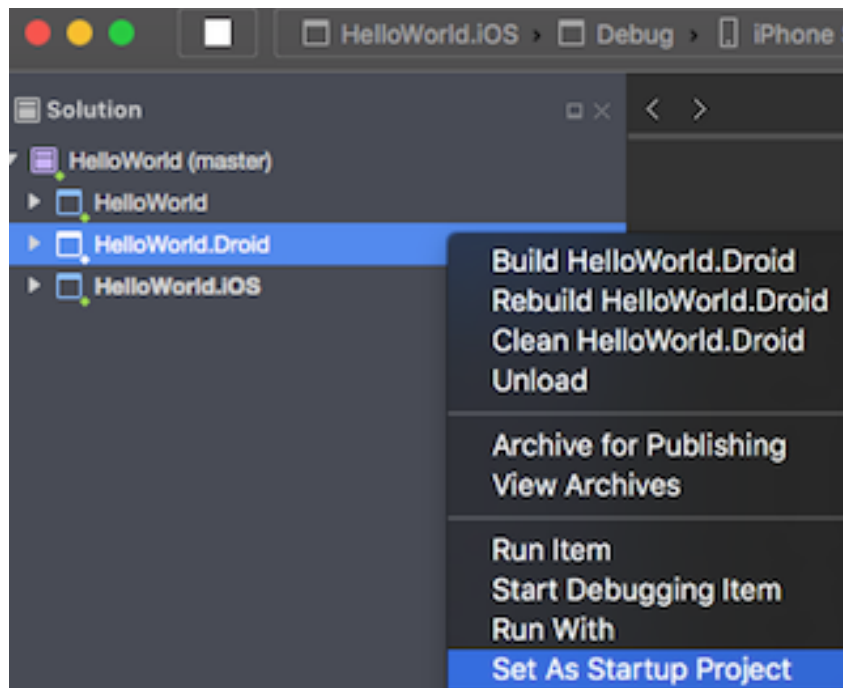 HelloWorld.iOS › Debug › iPhone
Solution
HelloWorld (master)
HelloWorld
HelloWorld.Droid
HelloWorld.iOS
Build HelloWorld.Droid
Rebuild HelloWorld.Droid
Clean HelloWorld.Droid
Unload
Archive for Publishing
View Archives
Run Item
Start Debugging Item
Run With
Set As Startup Project